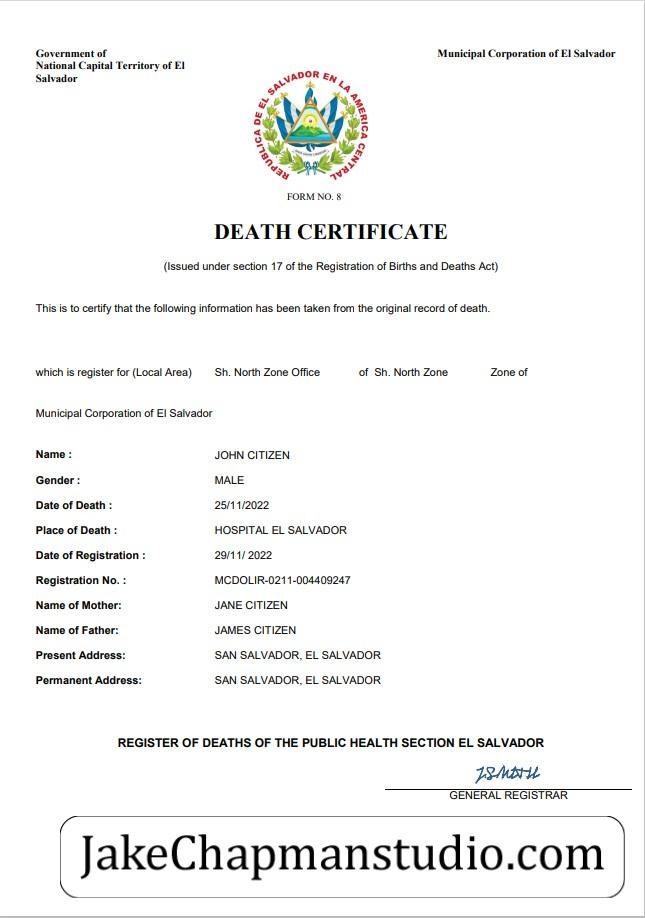 Government of
National Capital Territory of El
Salvador
Municipal Corporation of El Salvador
REPUBLICA DE EL SALVADOR EN LA AMERICA CENTRAL
FORM NO. 8
DEATH CERTIFICATE
(Issued under section 17 of the Registration of Births and Deaths Act)
This is to certify that the following information has been taken from the original record of death.
which is register for (Local Area) Sh. North Zone Office of Sh. North Zone Zone of
Municipal Corporation of El Salvador
Name : JOHN CITIZEN
Gender : MALE
Date of Death : 25/11/2022
Place of Death : HOSPITAL EL SALVADOR
Date of Registration : 29/11/ 2022
Registration No. : MCDOLIR-0211-004409247
Name of Mother: JANE CITIZEN
Name of Father: JAMES CITIZEN
Present Address: SAN SALVADOR, EL SALVADOR
Permanent Address: SAN SALVADOR, EL SALVADOR
REGISTER OF DEATHS OF THE PUBLIC HEALTH SECTION EL SALVADOR
GENERAL REGISTRAR
JakeChapmanstudio.com